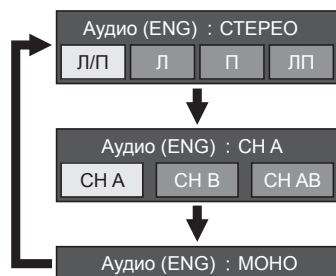 Аудио (ENG) : СТЕРЕО
Л/П Л П ЛП
Аудио (ENG) : CH A
CH A CH B CH AB
Аудио (ENG) : МОНО